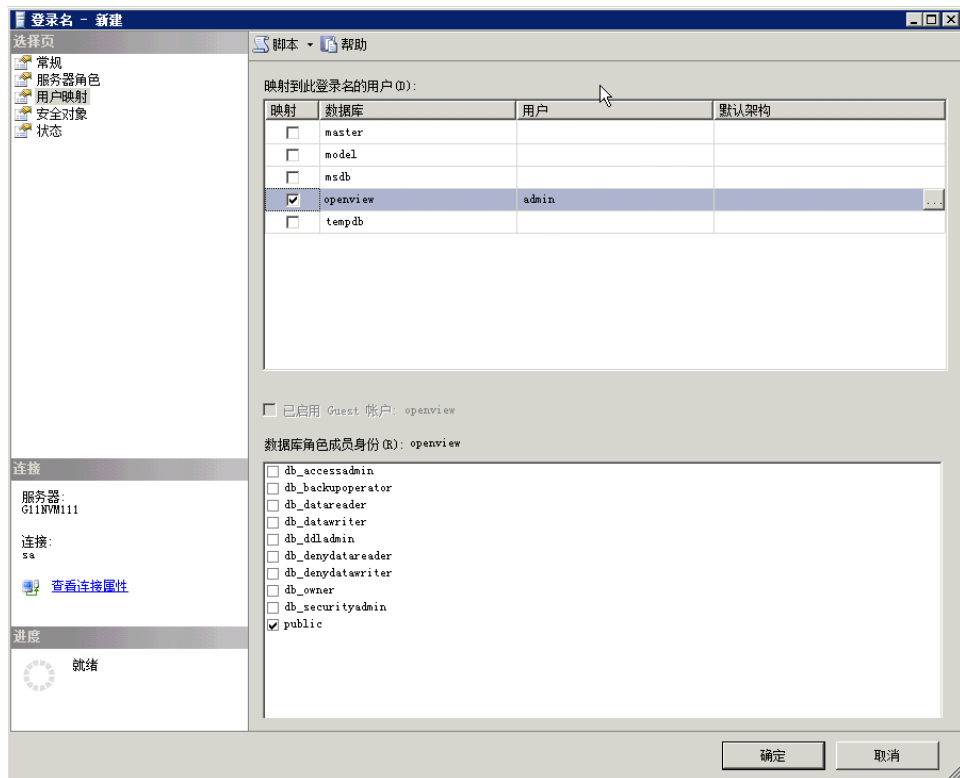 登录名 - 新建
选择页
常规
服务器角色
用户映射
安全对象
状态
脚本 帮助
映射到此登录名的用户(D):
映射 数据库 用户 默认架构
master
model
msdb
openview admin ...
tempdb
已启用 Guest 帐户: openview
数据库角色成员身份(R): openview
db_accessadmin
db_backupoperator
db_datareader
db_datawriter
db_ddladmin
db_denydatareader
db_denydatawriter
db_owner
db_securityadmin
public
连接
服务器:
G11NVM111
连接:
sa
查看连接属性
进度
就绪
确定 取消